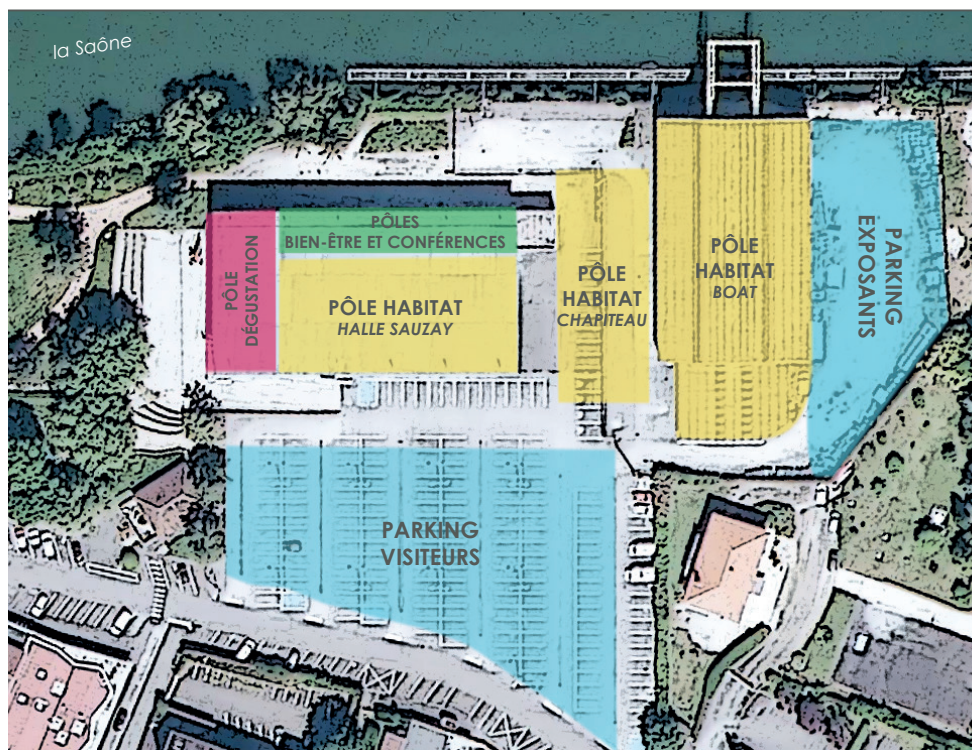 la Saône
PÔLES
BIEN-ÊTRE ET CONFÉRENCES
PÔLE
DÉGUSTATION
PÔLE HABITAT
HALLE SAUZAY
PÔLE
HABITAT
CHAPITEAU
PÔLE
HABITAT
BOAT
PARKING
EXPOSANTS
PARKING
VISITEURS